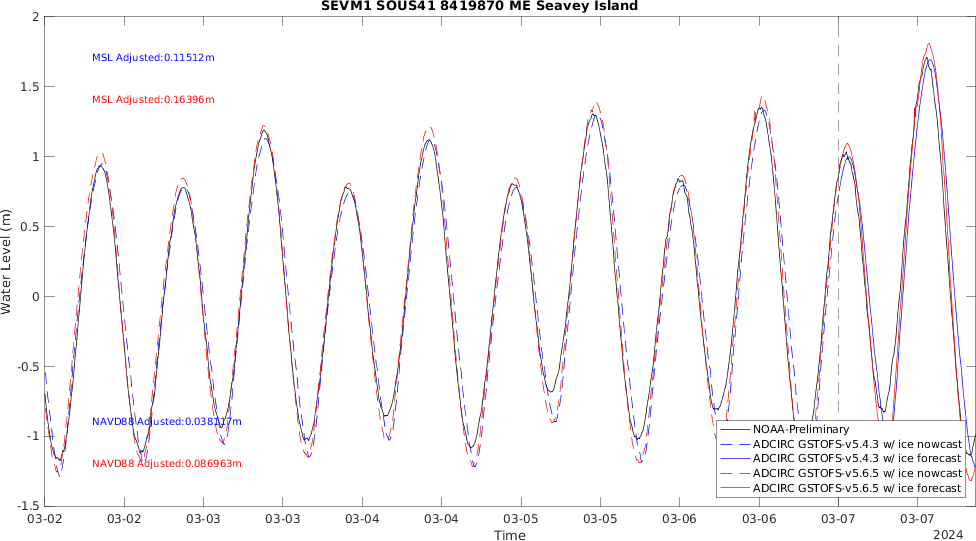 SEVM1 SOUS41 8419870 ME Seavey Island
2
1.5
1
0.5
0
-0.5
-1
-1.5
Water Level (m)
MSL Adjusted:0.11512m
MSL Adjusted:0.16396m
NAVD88 Adjusted:0.038117m
NAVD88 Adjusted:0.086963m
NOAA-Preliminary
ADCIRC GSTOFS-v5.4.3 w/ ice nowcast
ADCIRC GSTOFS-v5.4.3 w/ ice forecast
ADCIRC GSTOFS-v5.6.5 w/ ice nowcast
ADCIRC GSTOFS-v5.6.5 w/ ice forecast
03-02 03-02 03-03 03-03 03-04 03-04 03-05 03-05 03-06 03-06 03-07 03-07
Time
2024